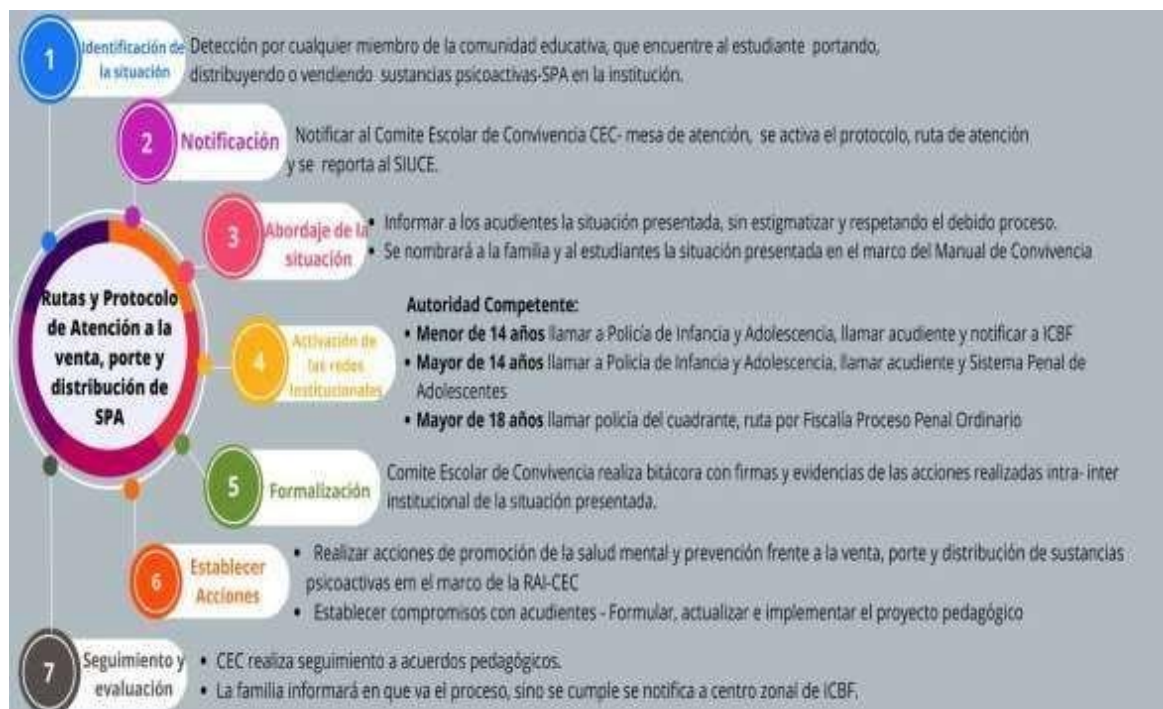 1
Identificación de
la situación
Detección por cualquier miembro de la comunidad educativa, que encuentre al estudiante portando,
distribuyendo o vendiendo sustancias psicoactivas-SPA en la institución.
2
Notificación
Notificar al Comite Escolar de Convivencia CEC- mesa de atención, se activa el protocolo, ruta de atención
y se reporta al SIUCE.
3
Abordaje de la
situación
• Informar a los acudientes la situación presentada, sin estigmatizar y respetando el debido proceso.
• Se nombrará a la familia y al estudiantes la situación presentada en el marco del Manual de Convivencia
Rutas y Protocolo
de Atención a la
venta, porte y
distribución de
SPA
4
Activación de
las redes
Institucionales
Autoridad Competente:
• Menor de 14 años llamar a Policía de Infancia y Adolescencia, llamar acudiente y notificar a ICBF
• Mayor de 14 años llamar a Policía de Infancia y Adolescencia, llamar acudiente y Sistema Penal de
Adolescentes
• Mayor de 18 años llamar policía del cuadrante, ruta por Fiscalía Proceso Penal Ordinario
5
Formalización
Comite Escolar de Convivencia realiza bitácora con firmas y evidencias de las acciones realizadas intra- inter
institucional de la situación presentada.
6
Establecer
Acciones
• Realizar acciones de promoción de la salud mental y prevención frente a la venta, porte y distribución de sustancias
psicoactivas em el marco de la RAI-CEC
• Establecer compromisos con acudientes - Formular, actualizar e implementar el proyecto pedagógico
7
Seguimiento y
evaluación
• CEC realiza seguimiento a acuerdos pedagógicos.
• La familia informará en que va el proceso, sino se cumple se notifica a centro zonal de ICBF.